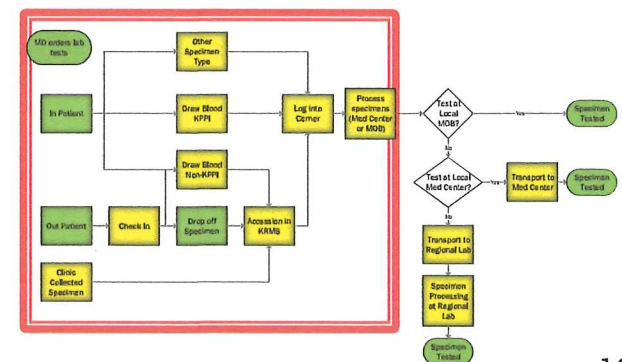 MD orders lab
tests
Other
Specimen
Type
In Patient
Draw Blood
KPPI
Log into
Cerner
Process
specimens
(Med Center
or MOB)
Test at
Local
MOB?
Yes
Specimen
Tested
No
Draw Blood
Non-KPPI
Test at Local
Med Center?
Yes
Transport to
Med Center
Specimen
Tested
No
Out Patient
Check In
Drop off
Specimen
Accession in
KRMS
Transport to
Regional Lab
Clinic
Collected
Specimen
Specimen
Processing
at Regional
Lab
Specimen
Tested